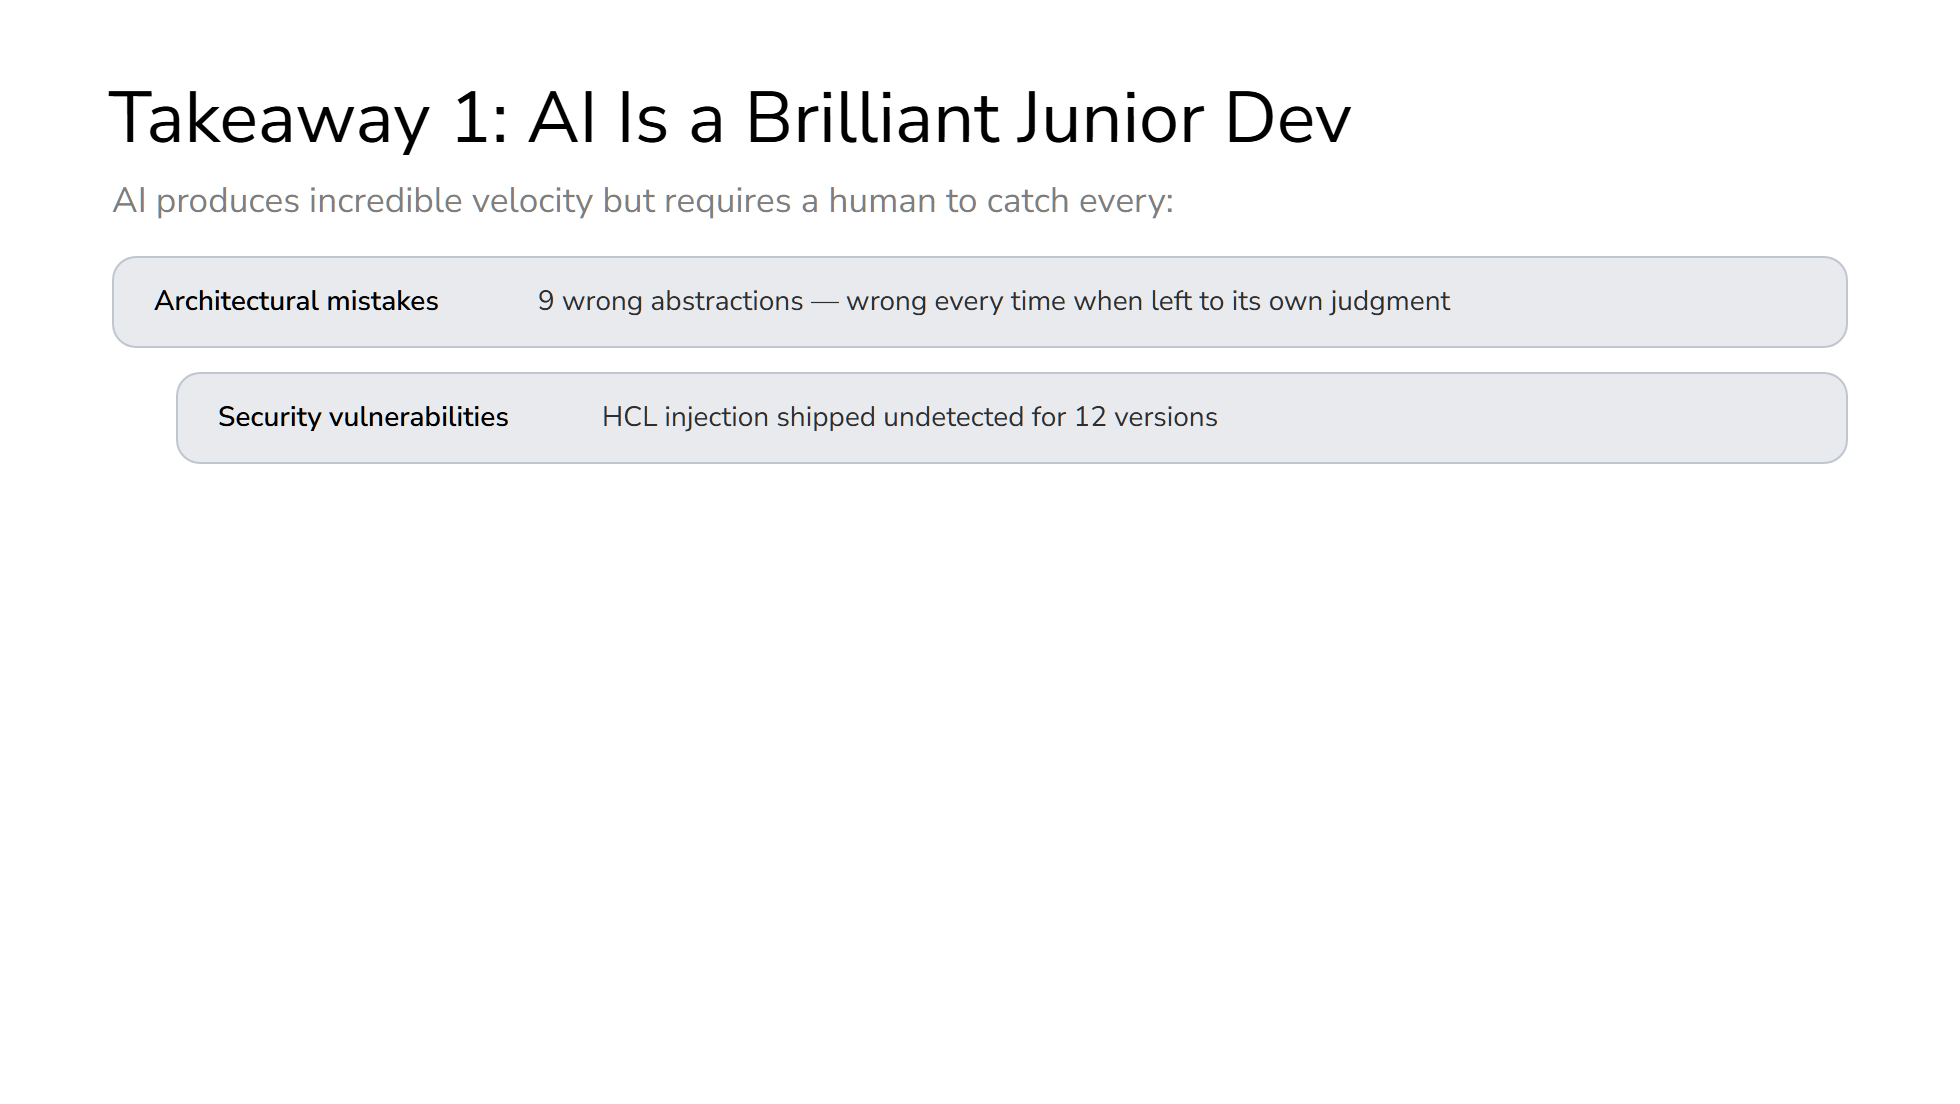 Takeaway 1: AI Is a Brilliant Junior Dev
AI produces incredible velocity but requires a human to catch every:
Architectural mistakes 9 wrong abstractions — wrong every time when left to its own judgment
Security vulnerabilities HCL injection shipped undetected for 12 versions